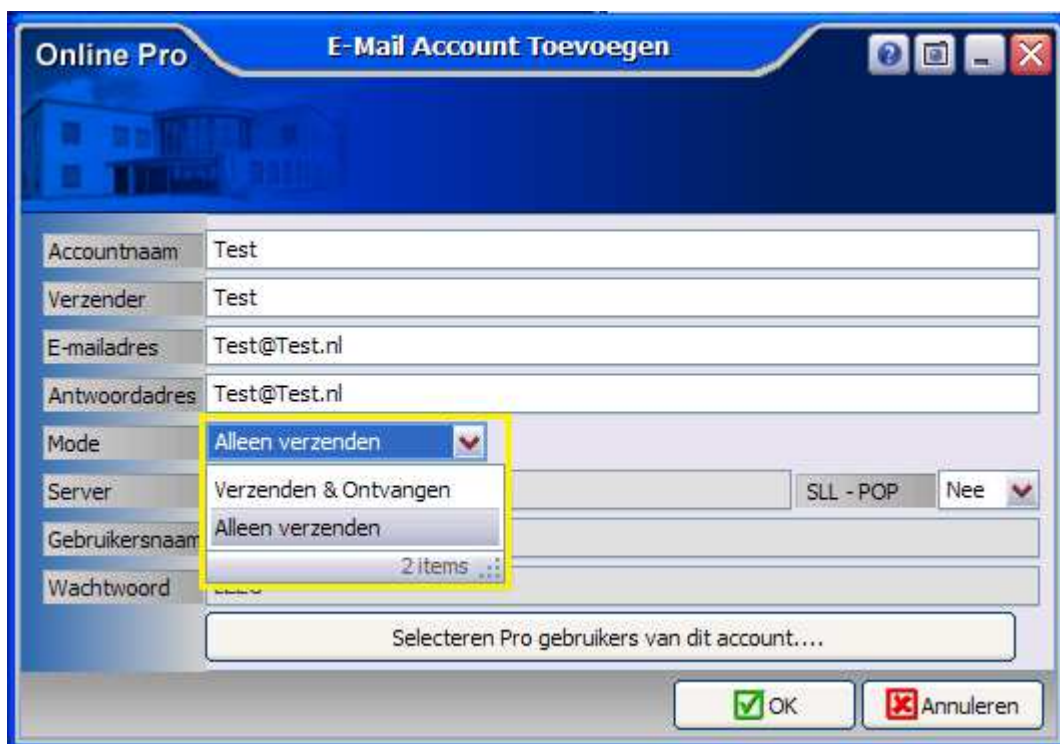 Online Pro E-Mail Account Toevoegen
Accountnaam Test
Verzender Test
E-mailadres Test@Test.nl
Antwoordadres Test@Test.nl
Mode Alleen verzenden
Server Verzenden & Ontvangen SLL - POP Nee
Alleen verzenden
Gebruikersnaam
2 items
Wachtwoord
Selecteren Pro gebruikers van dit account....
OK Annuleren